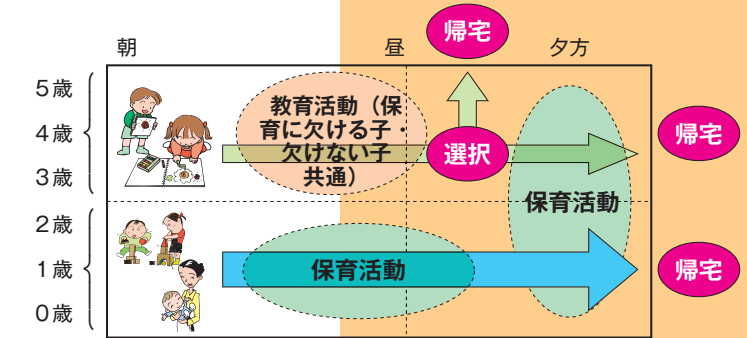 帰宅
朝
昼
夕方
5歳
4歳
3歳
教育活動（保
育に欠ける子・
欠けない子
共通）
選択
帰宅
保育活動
2歳
1歳
0歳
保育活動
帰宅